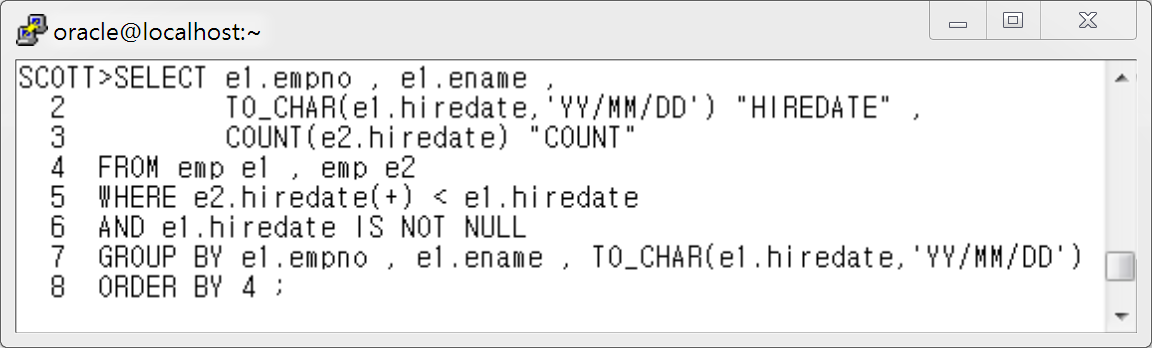 oracle@localhost:~
SCOTT>SELECT e1.empno , e1.ename ,
2 TO_CHAR(e1.hiredate,'YY/MM/DD') "HIREDATE" ,
3 COUNT(e2.hiredate) "COUNT"
4 FROM emp e1 , emp e2
5 WHERE e2.hiredate(+) < e1.hiredate
6 AND e1.hiredate IS NOT NULL
7 GROUP BY e1.empno , e1.ename , TO_CHAR(e1.hiredate,'YY/MM/DD')
8 ORDER BY 4 ;